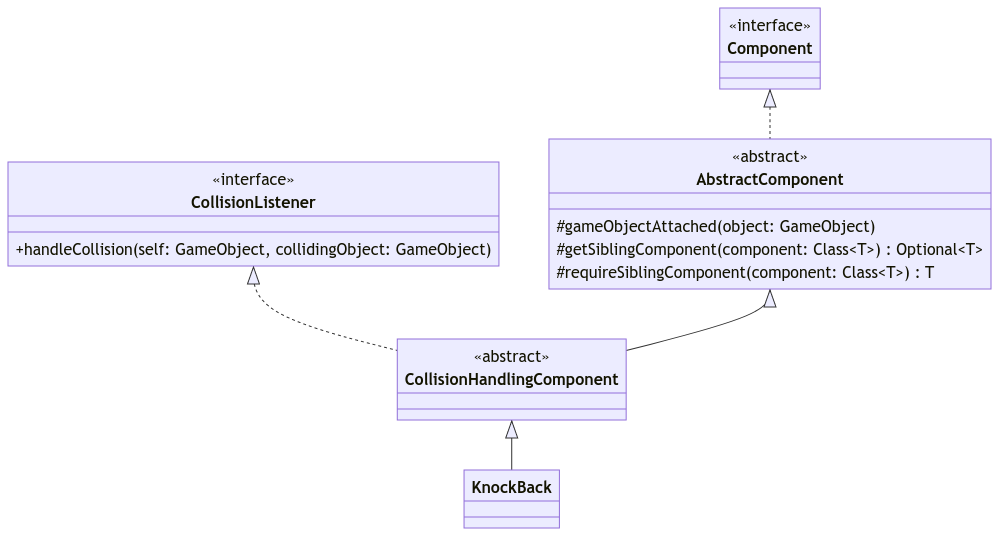 «interface»
Component
«abstract»
AbstractComponent
#gameObjectAttached(object: GameObject)
#getSiblingComponent(component: Class<T>) : Optional<T>
#requireSiblingComponent(component: Class<T>) : T
«interface»
CollisionListener
+handleCollision(self: GameObject, collidingObject: GameObject)
«abstract»
CollisionHandlingComponent
KnockBack